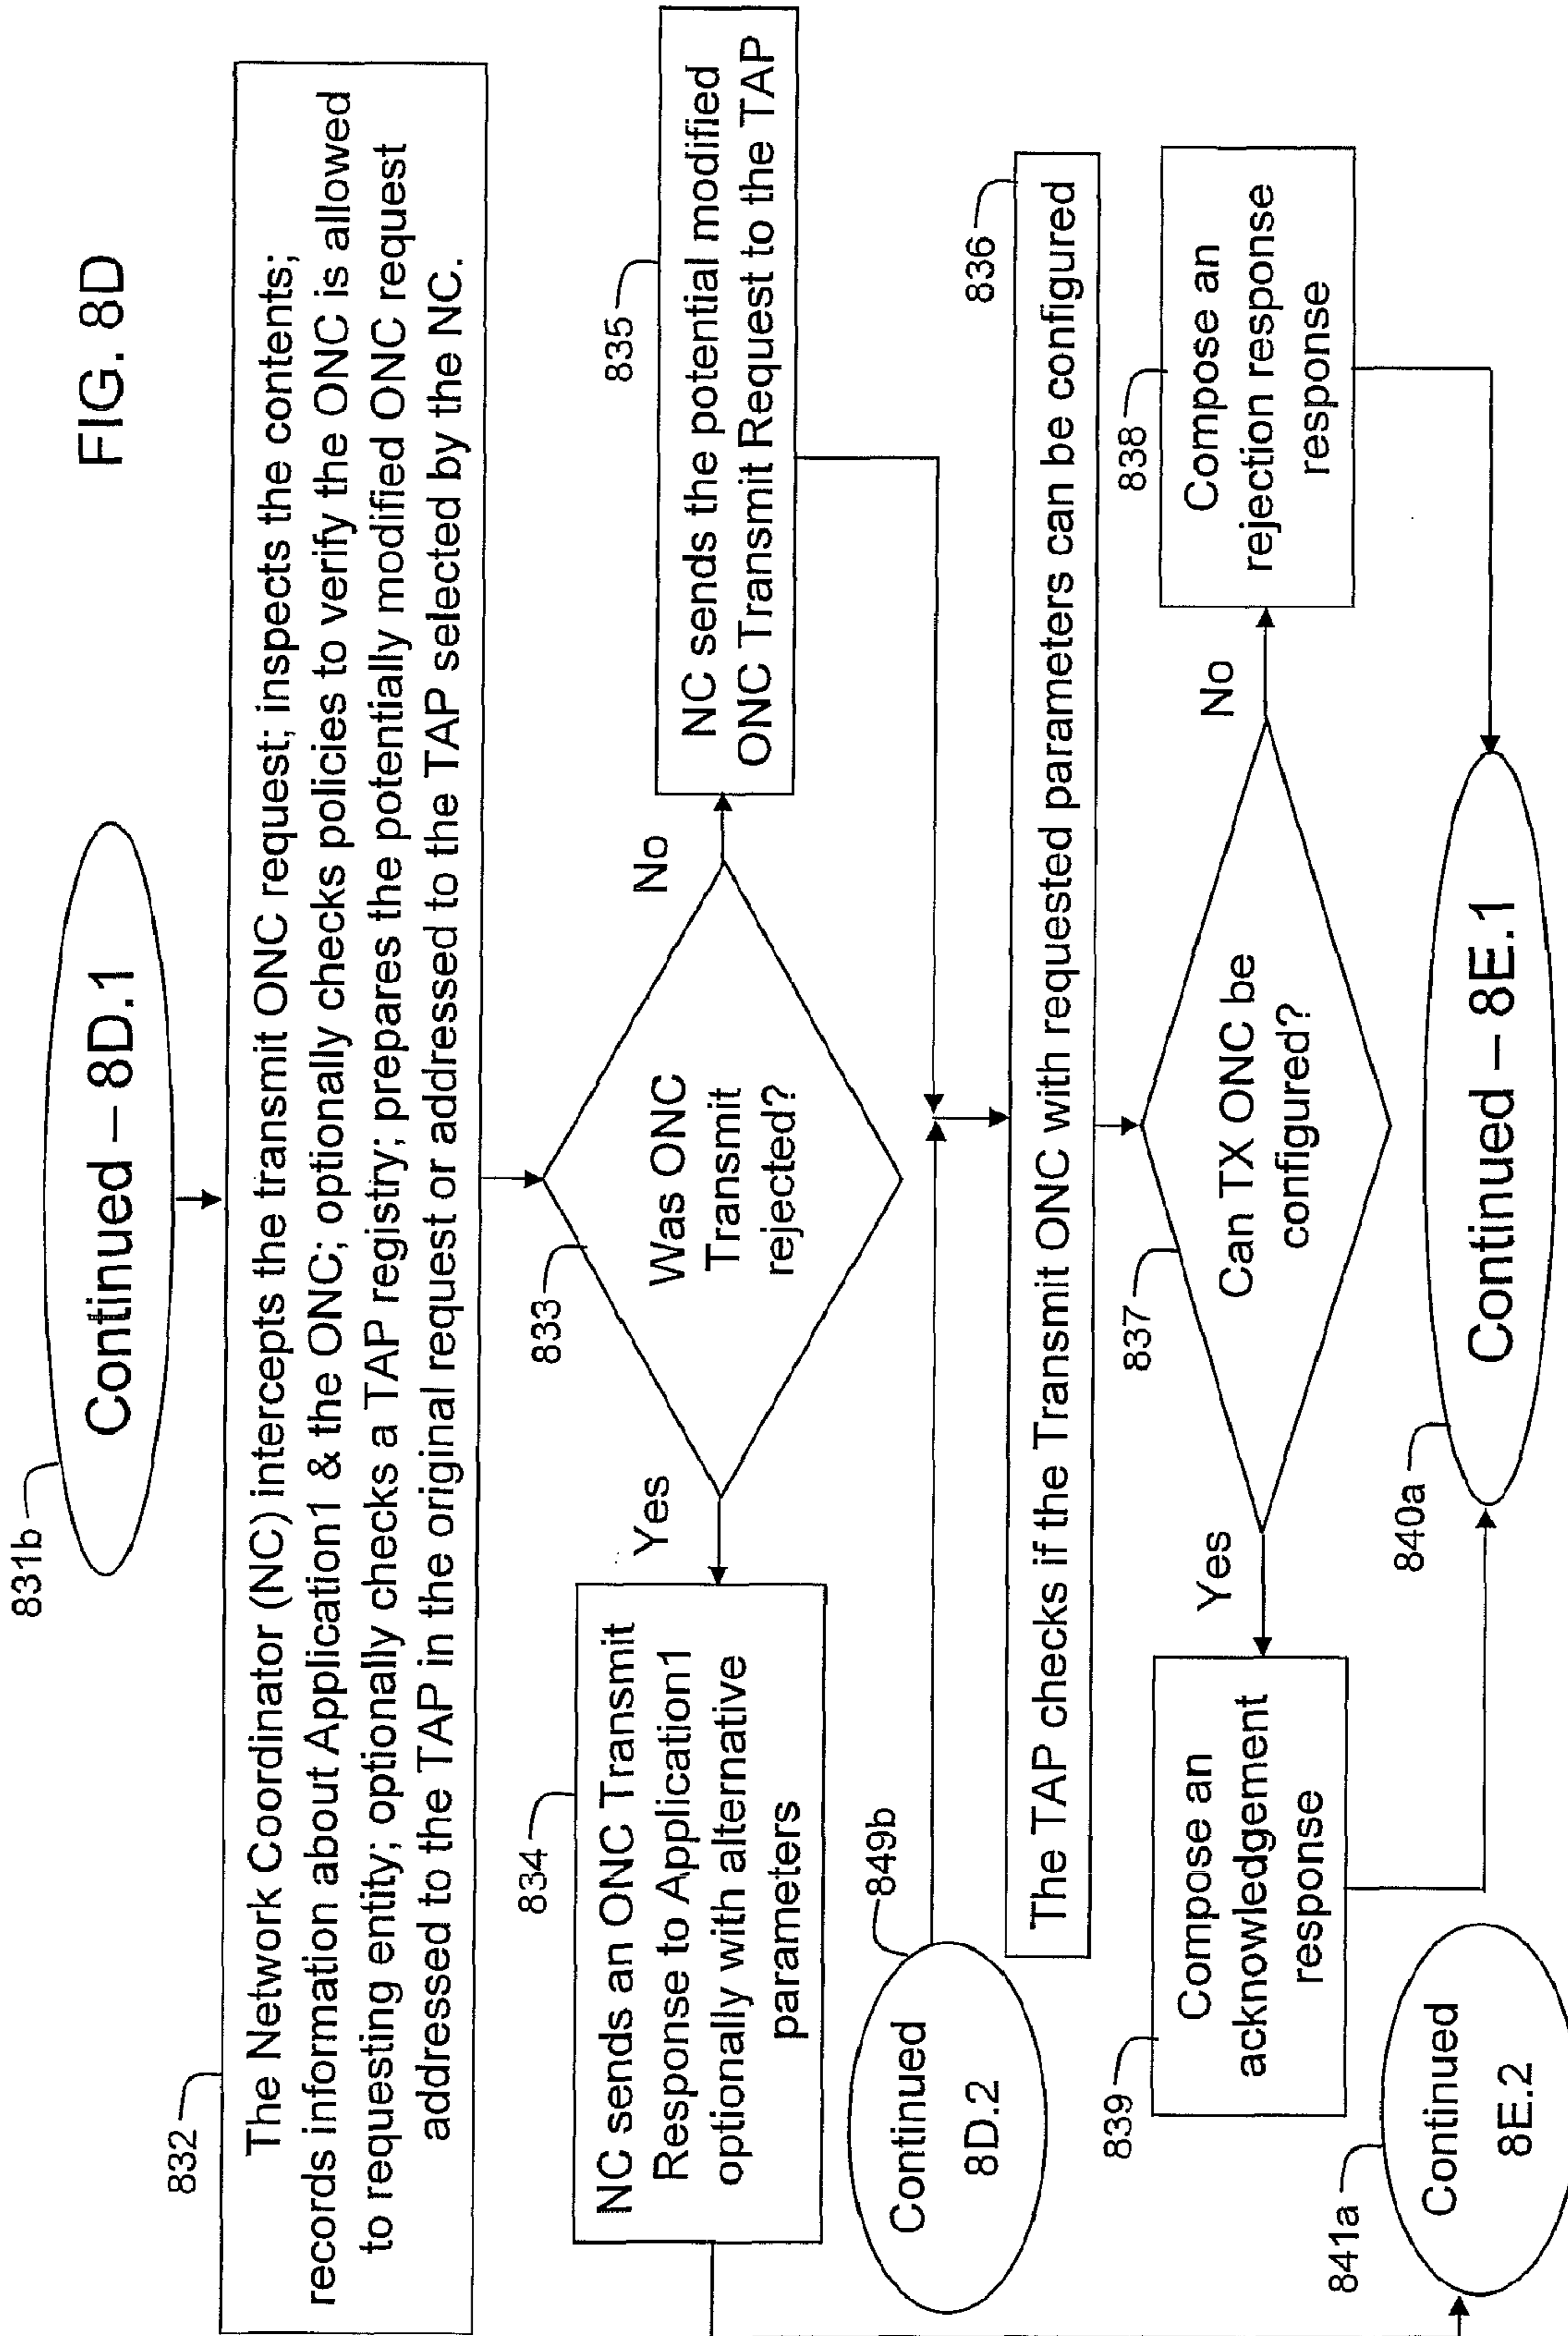 FIG. 8D
831b
Continued – 8D.1
832
The Network Coordinator (NC) intercepts the transmit ONC request; inspects the contents;
records information about Application1 & the ONC; optionally checks policies to verify the ONC is allowed
to requesting entity; optionally checks a TAP registry; prepares the potentially modified ONC request
addressed to the TAP in the original request or addressed to the TAP selected by the NC.
833
Was ONC
Transmit
rejected?
Yes
No
834
NC sends an ONC Transmit
Response to Application1
optionally with alternative
parameters
835
NC sends the potential modified
ONC Transmit Request to the TAP
849b
Continued
8D.2
836
The TAP checks if the Transmit ONC with requested parameters can be configured
837
Can TX ONC be
configured?
Yes
No
839
Compose an
acknowledgement
response
838
Compose an
rejection response
response
841a
Continued
8E.2
840a
Continued – 8E.1